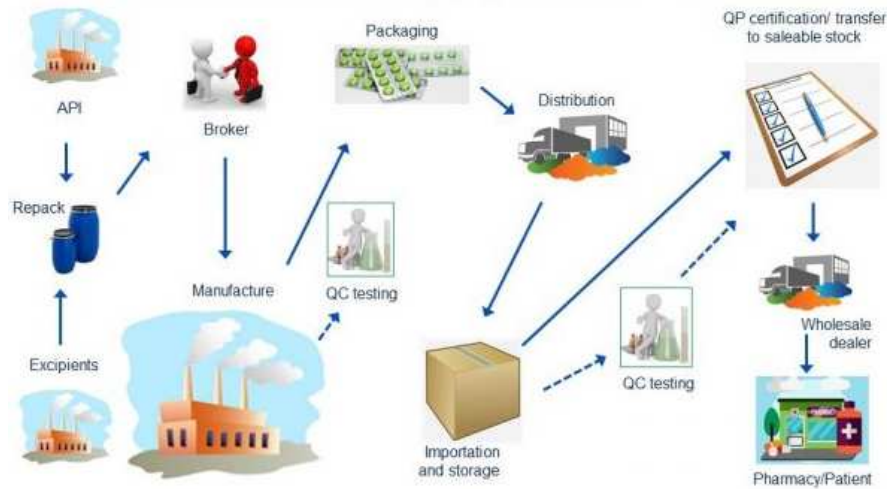 API
Repack
Excipients
Broker
Manufacture
Packaging
QC testing
Distribution
Importation
and storage
QC testing
QP certification/ transfer
to saleable stock
Wholesale
dealer
Pharmacy/Patient